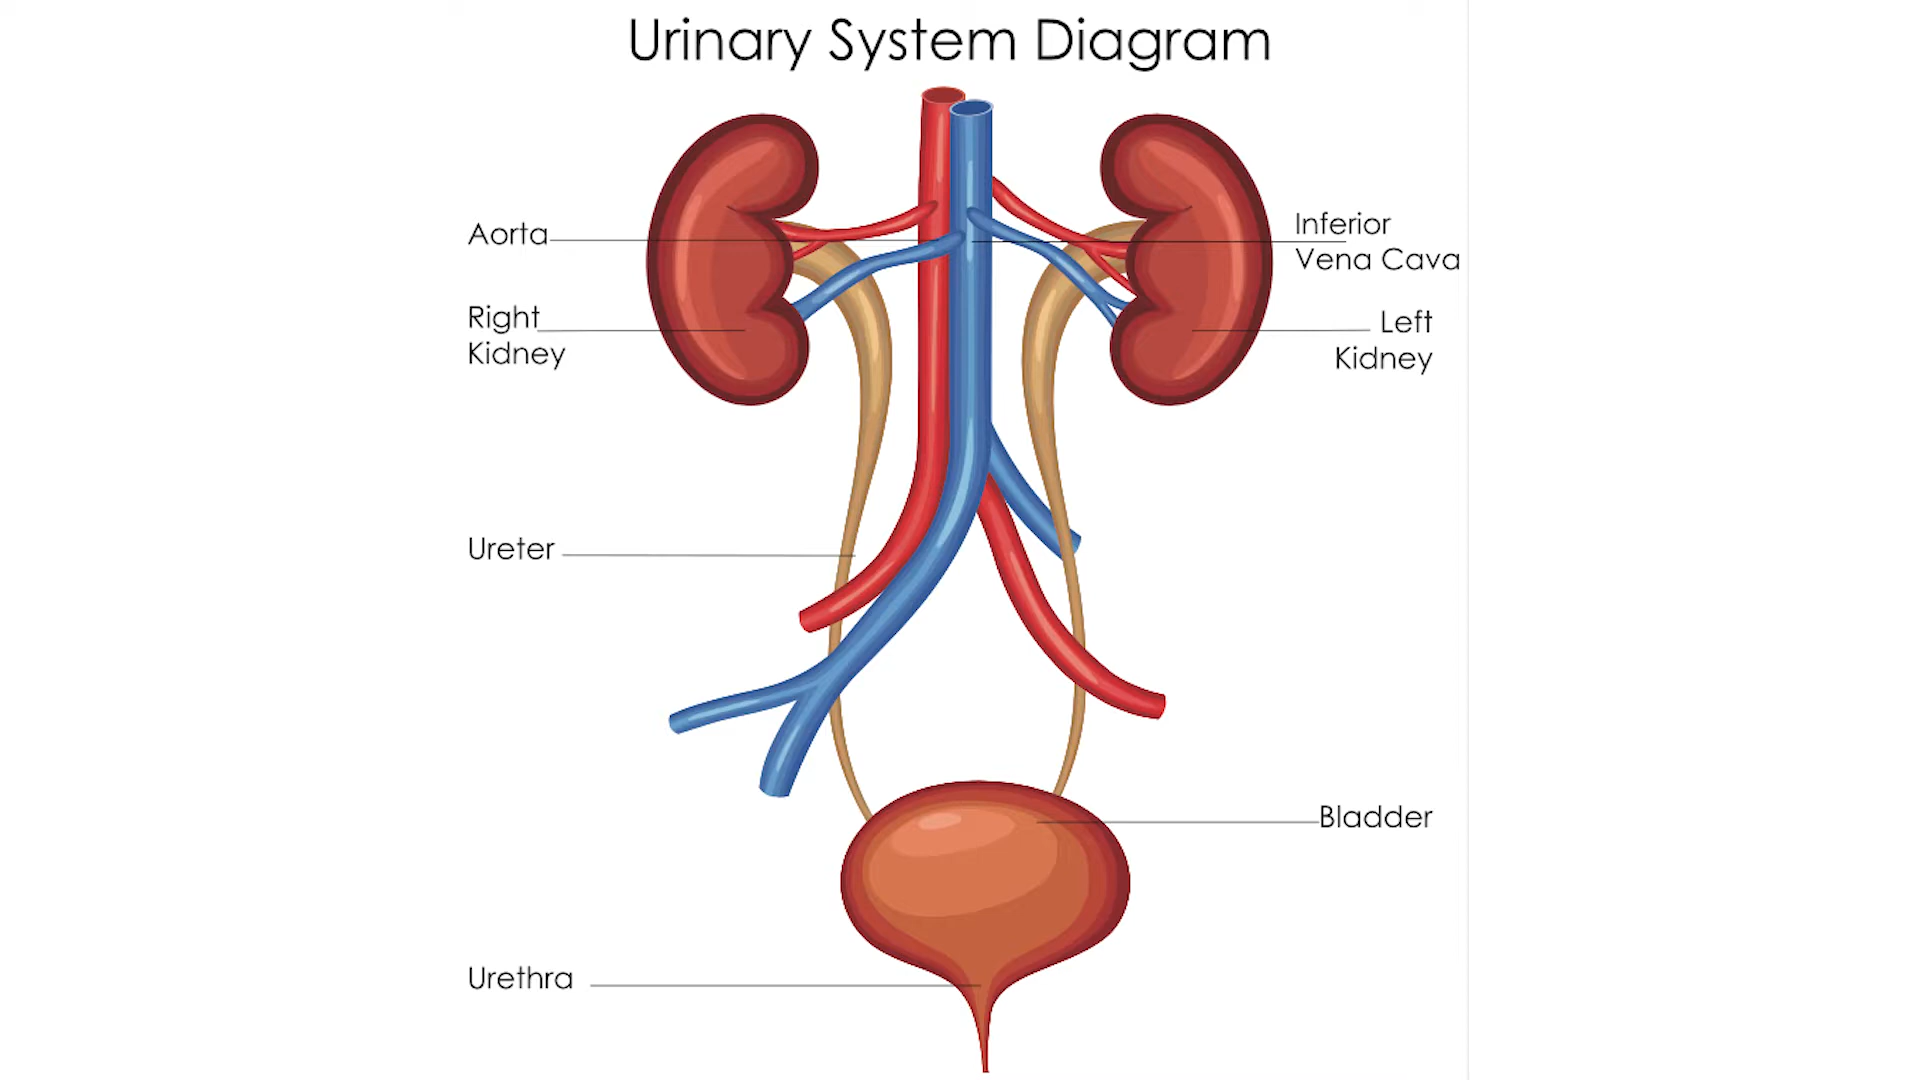 Urinary System Diagram
Aorta
Inferior
Vena Cava
Right
Kidney
Left
Kidney
Ureter
Bladder
Urethra